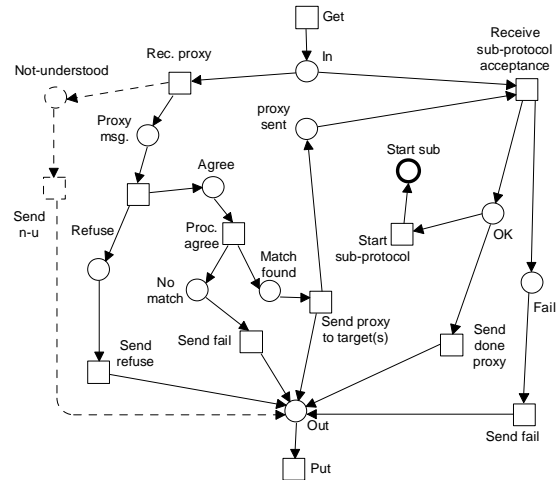 Get
Receive
sub-protocol
acceptance
Rec. proxy
In
Not-understood
Proxy
msg.
proxy
sent
Agree
Start sub
Send
n-u
Refuse
Proc.
agree
Match
found
Start
sub-protocol
OK
No
match
Fail
Send fail
Send proxy
to target(s)
Send
done
proxy
Send
refuse
Out
Send fail
Put